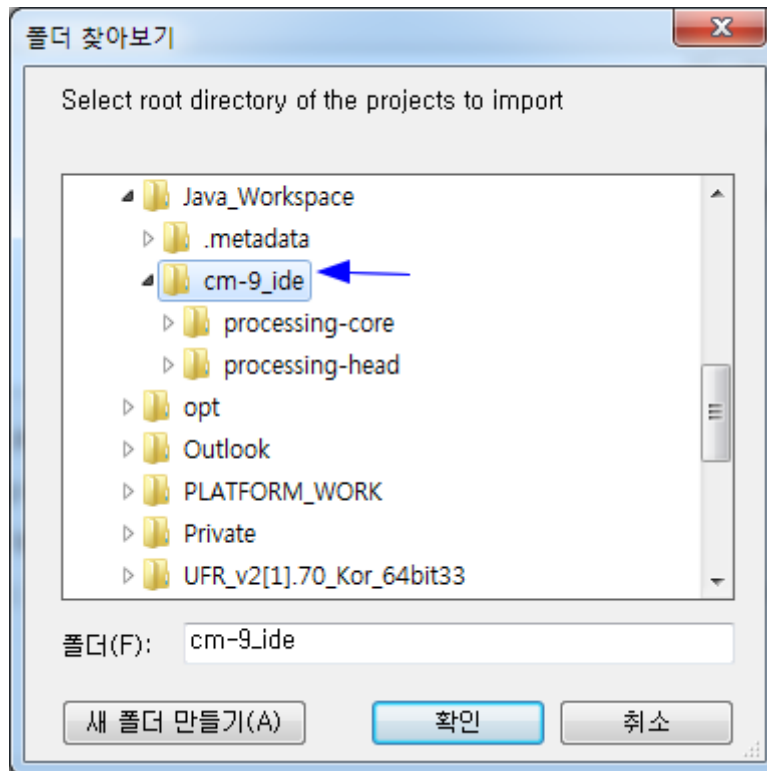 폴더 찾아보기
Select root directory of the projects to import
Java_Workspace
.metadata
cm-9_ide
processing-core
processing-head
opt
Outlook
PLATFORM_WORK
Private
UFR_v2[1].70_Kor_64bit33
폴더(F): cm-9_ide
새 폴더 만들기(A) 확인 취소